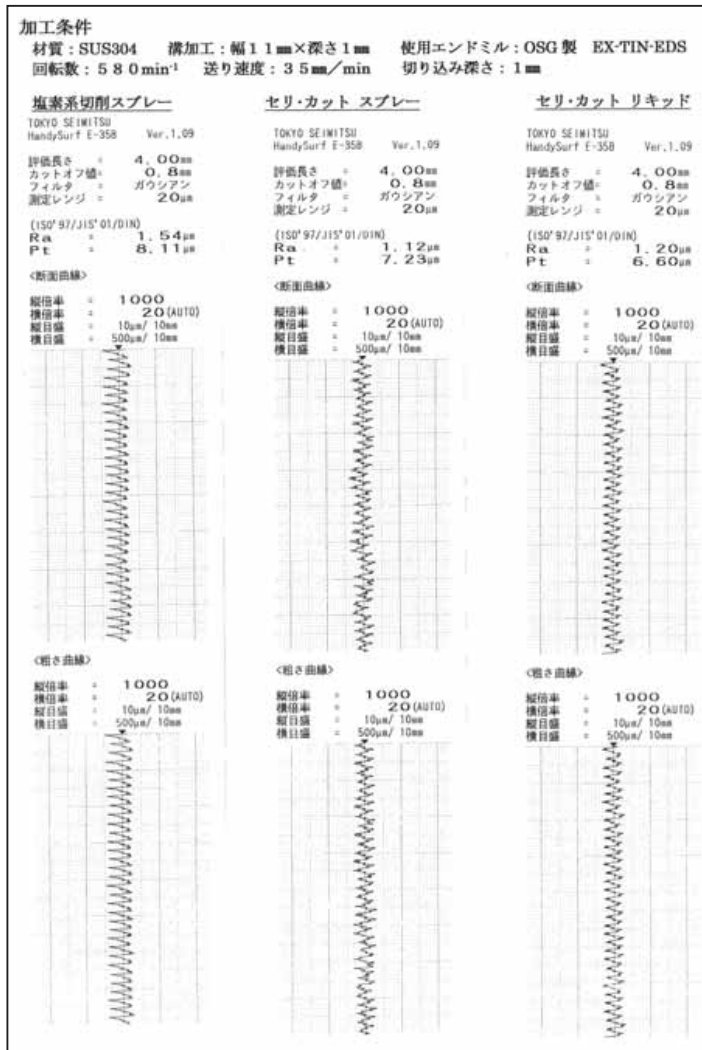 加工条件
材質：SUS304 溝加工：幅１１㎜×深さ１㎜ 使用エンドミル：OSG 製 EX-TIN-EDS
回転数：５８０min⁻¹ 送り速度：３５㎜／min 切り込み深さ：１㎜
塩素系切削スプレー
TOKYO SEIMITSU
HandySurf E-35B Ver.1.09
評価長さ = 4.00mm
カットオフ値= 0.8mm
フィルタ = ガウシアン
測定レンジ = 20μm
(ISO'97/JIS'01/DIN)
Ra = 1.54μm
Pt = 8.11μm
<断面曲線>
縦倍率 = 1000
横倍率 = 20(AUTO)
縦目盛 = 10μm/ 10mm
横目盛 = 500μm/ 10mm
<粗さ曲線>
縦倍率 = 1000
横倍率 = 20(AUTO)
縦目盛 = 10μm/ 10mm
横目盛 = 500μm/ 10mm
セリ・カット スプレー
TOKYO SEIMITSU
HandySurf E-35B Ver.1.09
評価長さ = 4.00mm
カットオフ値= 0.8mm
フィルタ = ガウシアン
測定レンジ = 20μm
(ISO'97/JIS'01/DIN)
Ra = 1.12μm
Pt = 7.23μm
<断面曲線>
縦倍率 = 1000
横倍率 = 20(AUTO)
縦目盛 = 10μm/ 10mm
横目盛 = 500μm/ 10mm
<粗さ曲線>
縦倍率 = 1000
横倍率 = 20(AUTO)
縦目盛 = 10μm/ 10mm
横目盛 = 500μm/ 10mm
セリ・カット リキッド
TOKYO SEIMITSU
HandySurf E-35B Ver.1.09
評価長さ = 4.00mm
カットオフ値= 0.8mm
フィルタ = ガウシアン
測定レンジ = 20μm
(ISO'97/JIS'01/DIN)
Ra = 1.20μm
Pt = 6.60μm
<断面曲線>
縦倍率 = 1000
横倍率 = 20(AUTO)
縦目盛 = 10μm/ 10mm
横目盛 = 500μm/ 10mm
<粗さ曲線>
縦倍率 = 1000
横倍率 = 20(AUTO)
縦目盛 = 10μm/ 10mm
横目盛 = 500μm/ 10mm